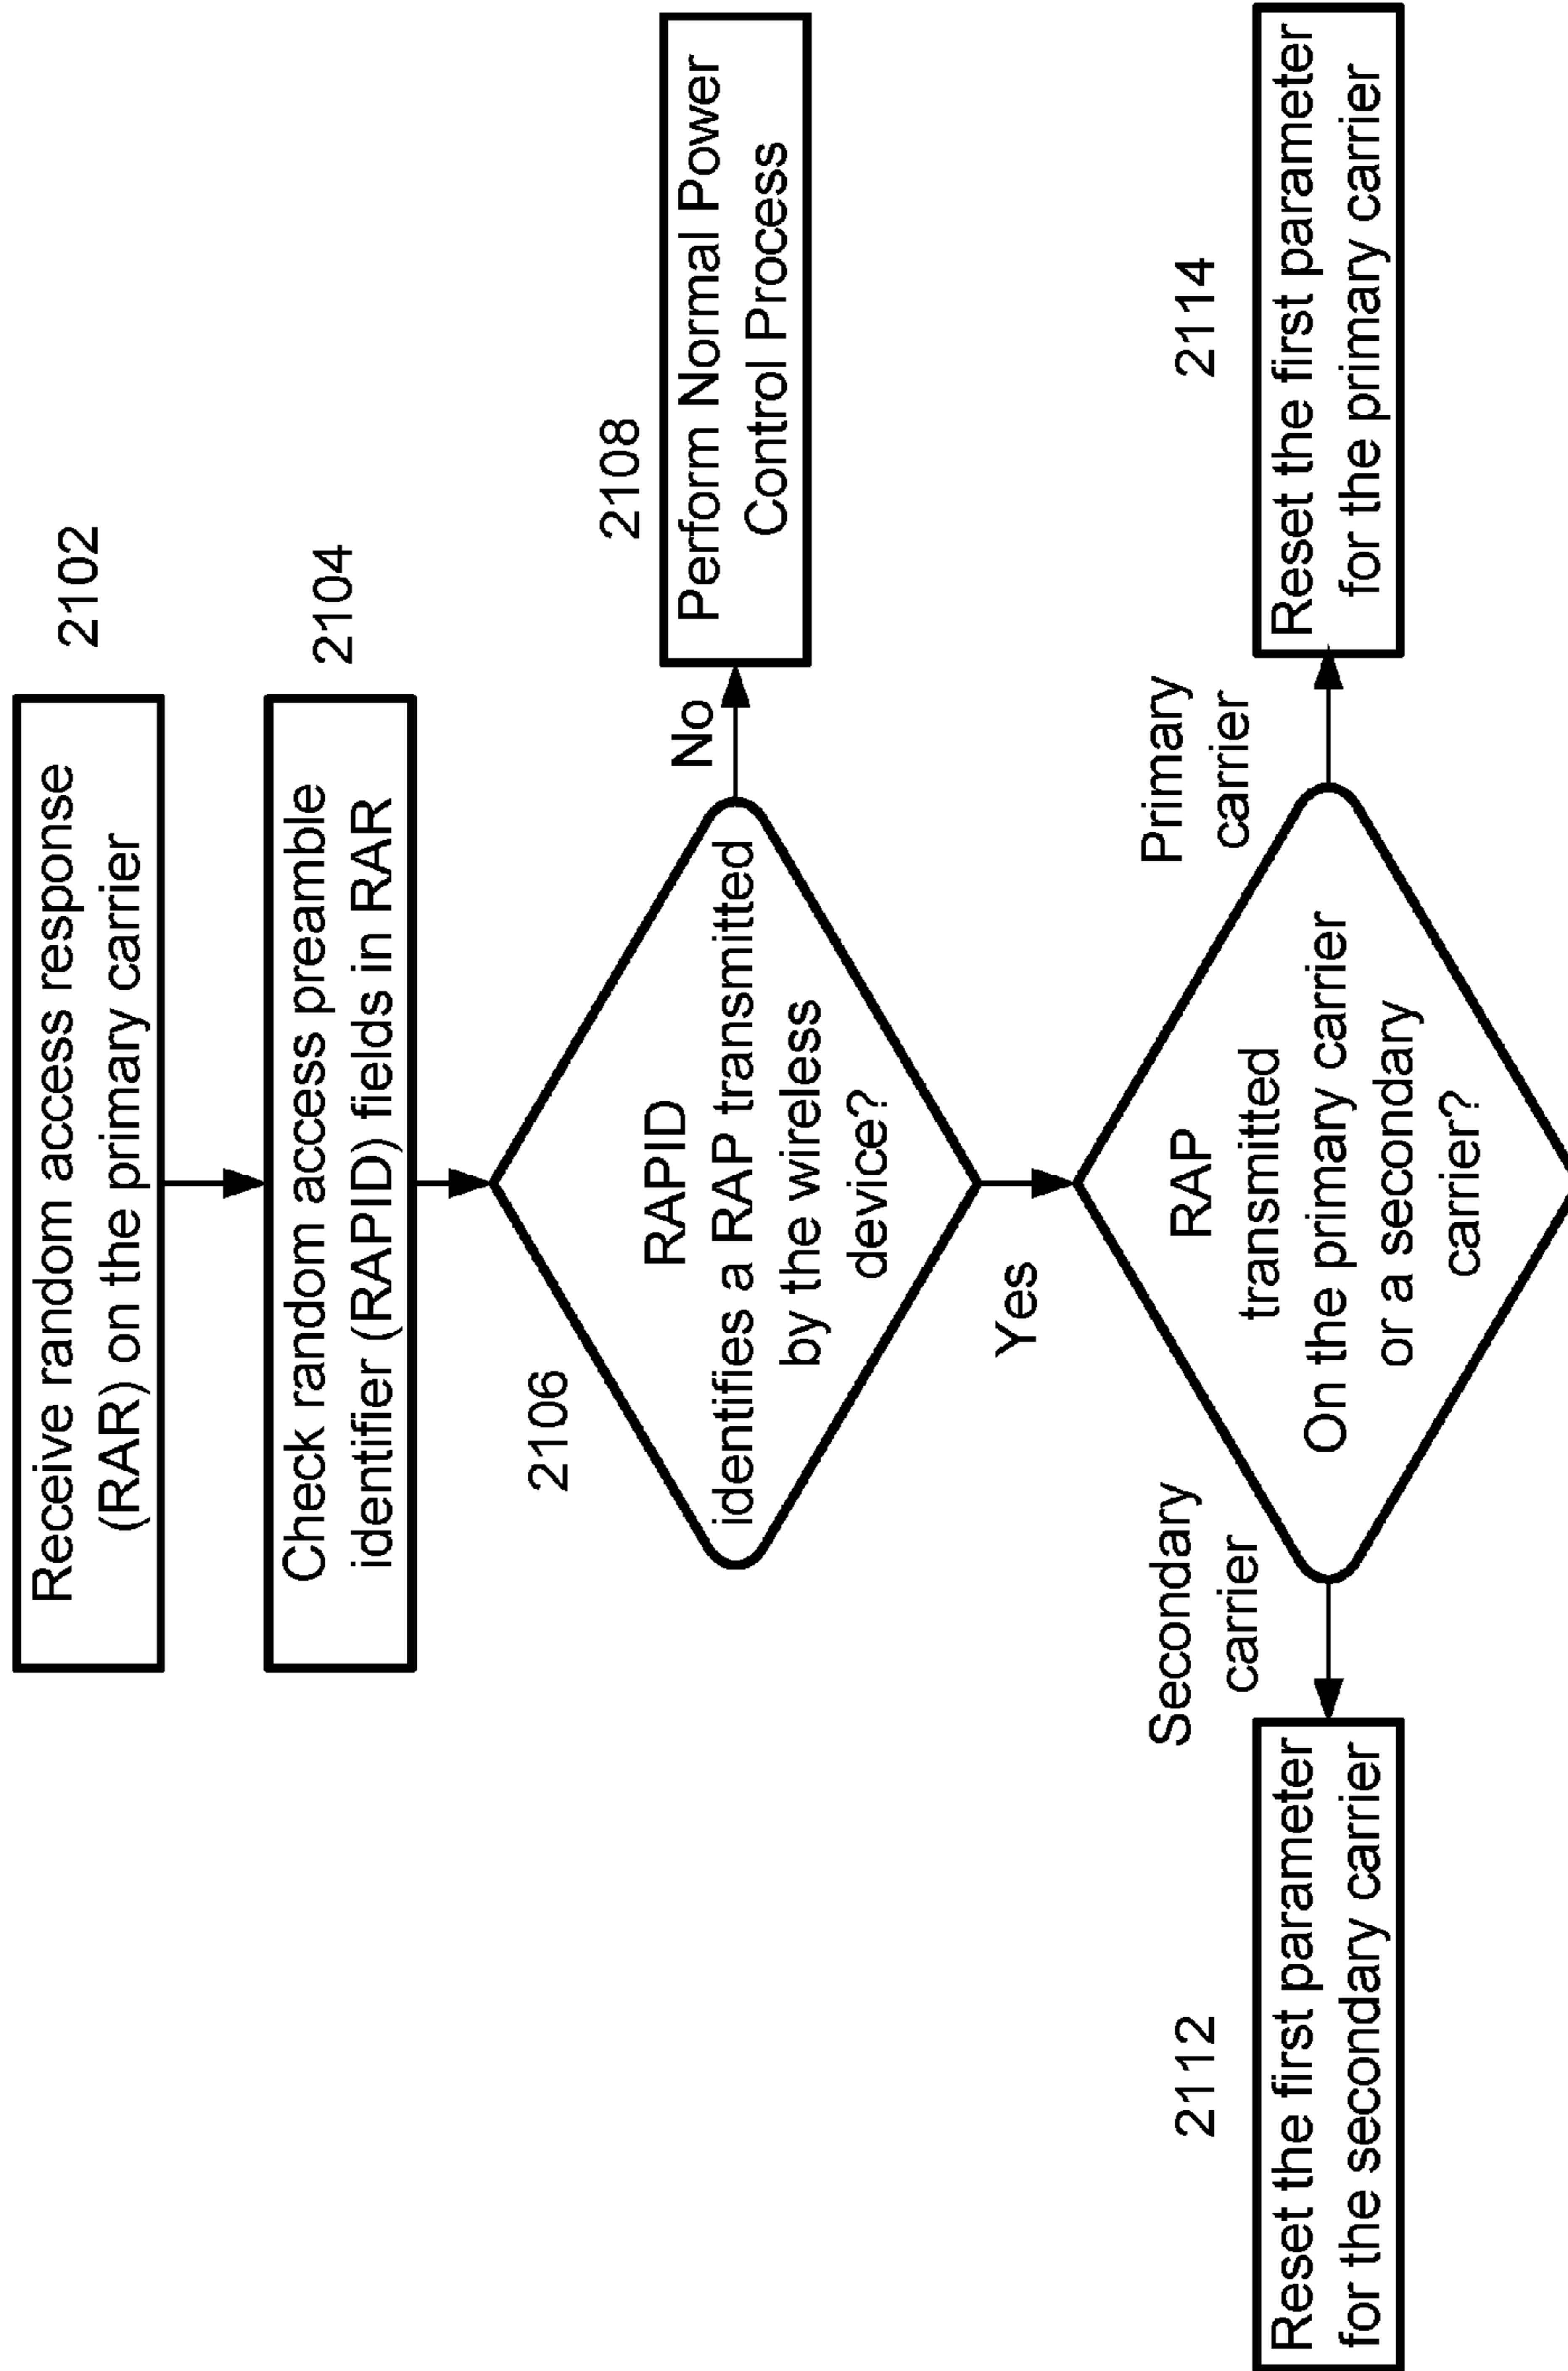 2102
Receive random access response
(RAR) on the primary carrier
2104
Check random access preamble
identifier (RAPID) fields in RAR
2106
RAPID
identifies a RAP transmitted
by the wireless
device?
No
2108
Perform Normal Power
Control Process
Yes
RAP
transmitted
On the primary carrier
or a secondary
carrier?
Secondary
carrier
2112
Reset the first parameter
for the secondary carrier
Primary
carrier
2114
Reset the first parameter
for the primary carrier